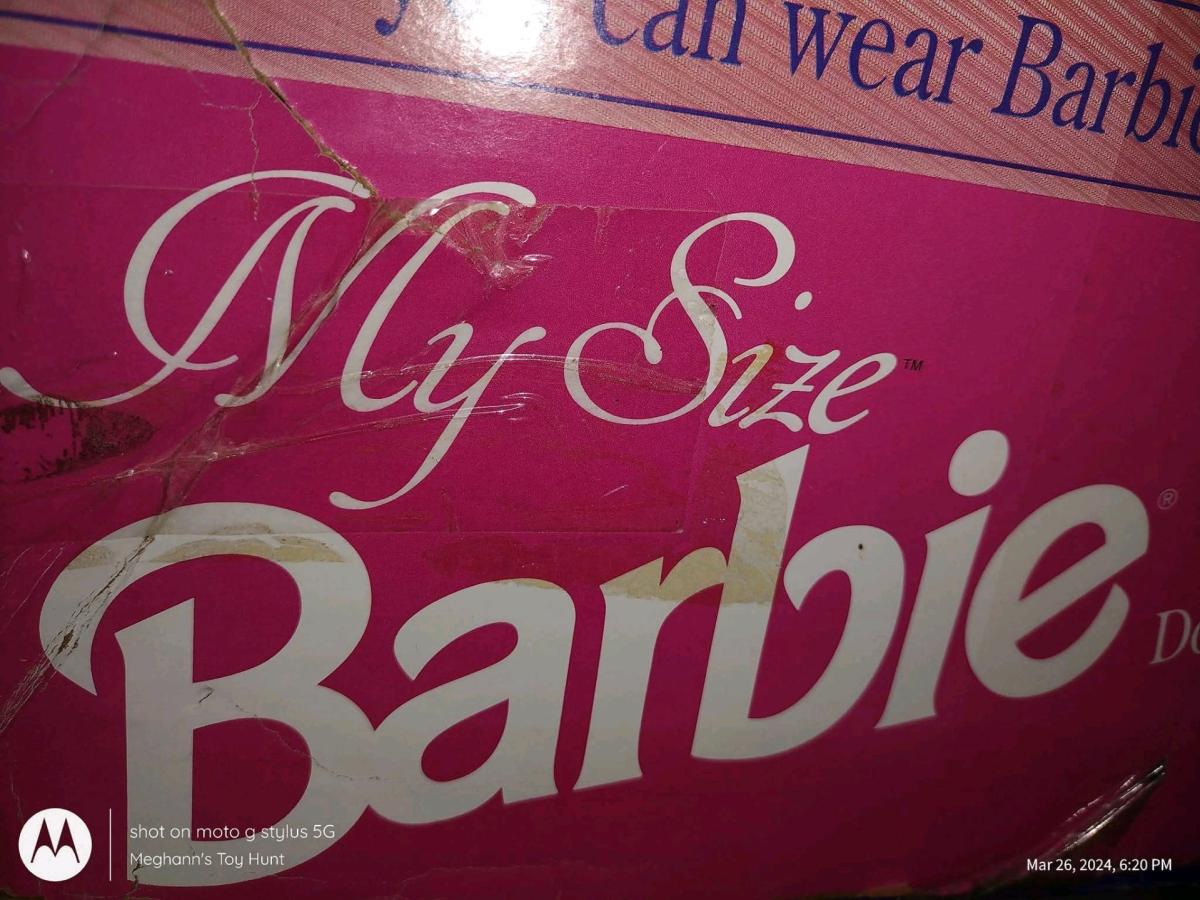 can wear Barbie
My Size™
Barbie®
shot on moto g stylus 5G
Meghann's Toy Hunt
Mar 26, 2024, 6:20 PM